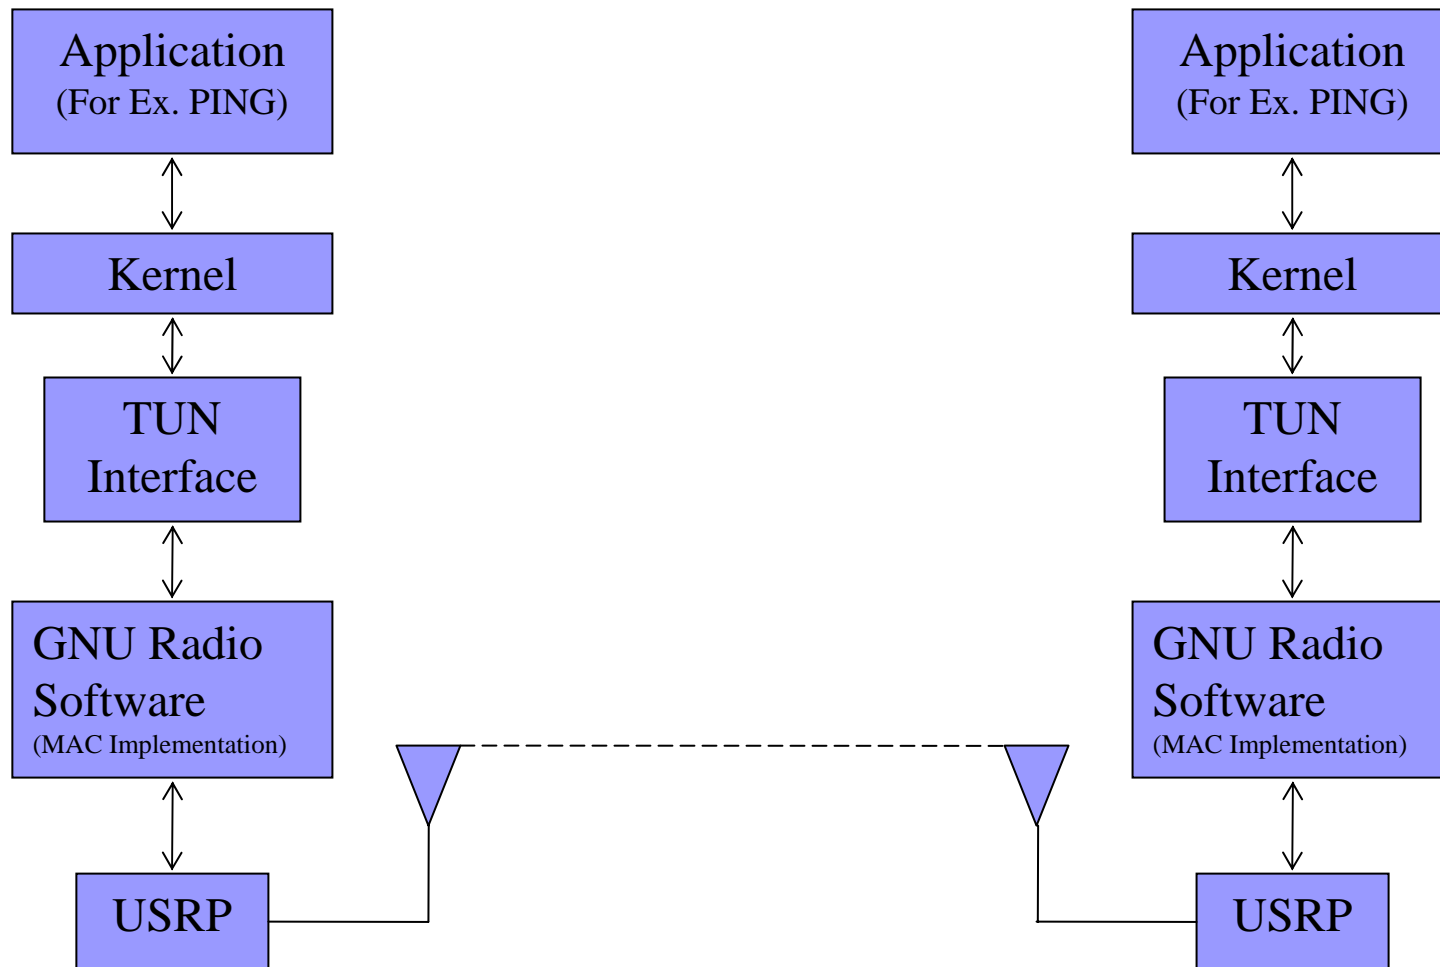 Application
(For Ex. PING)
Kernel
TUN
Interface
GNU Radio
Software
(MAC Implementation)
USRP
Application
(For Ex. PING)
Kernel
TUN
Interface
GNU Radio
Software
(MAC Implementation)
USRP